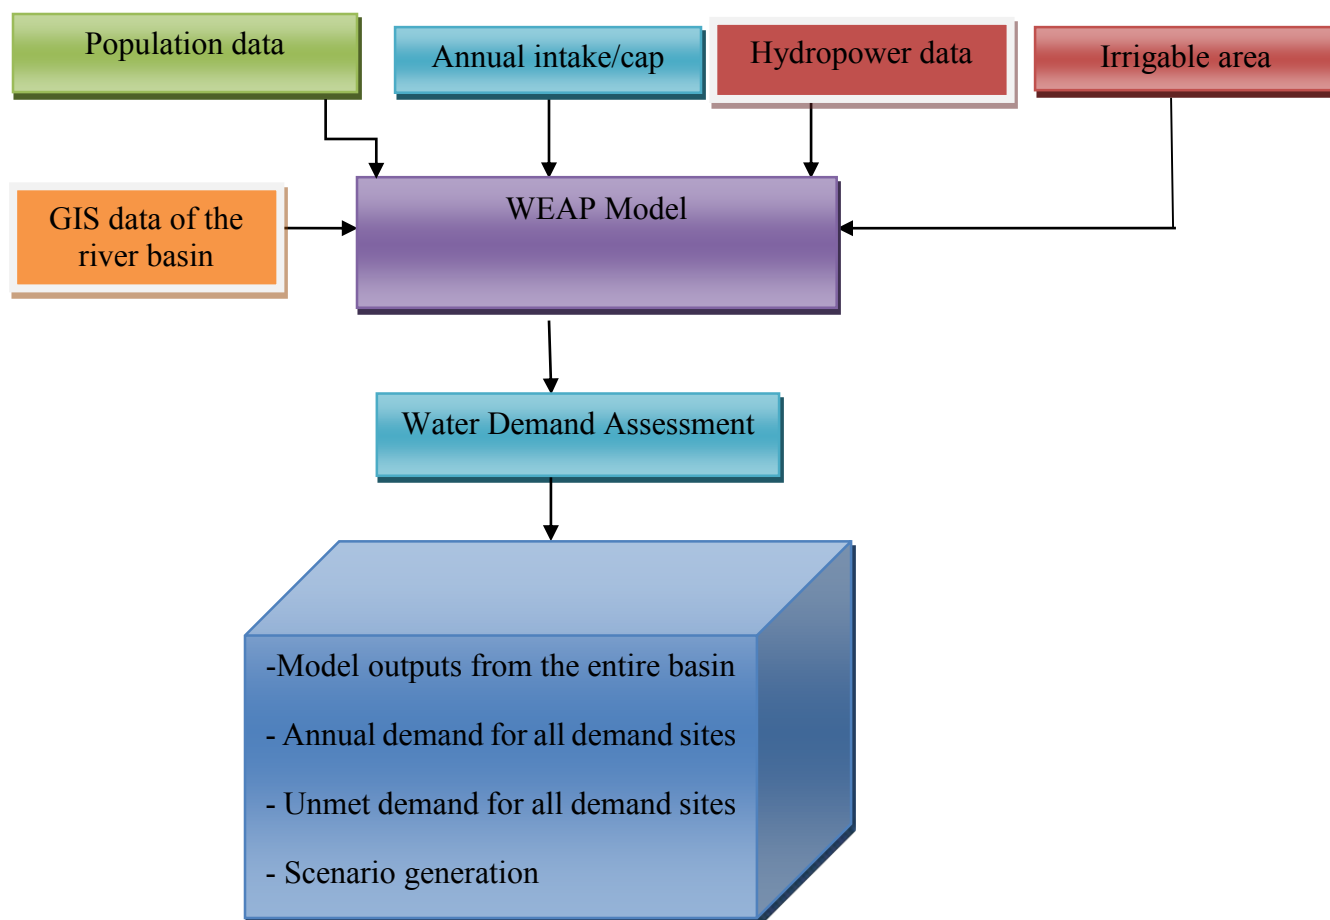 Population data
Annual intake/cap
Hydropower data
Irrigable area
GIS data of the
river basin
WEAP Model
Water Demand Assessment
-Model outputs from the entire basin
- Annual demand for all demand sites
- Unmet demand for all demand sites
- Scenario generation